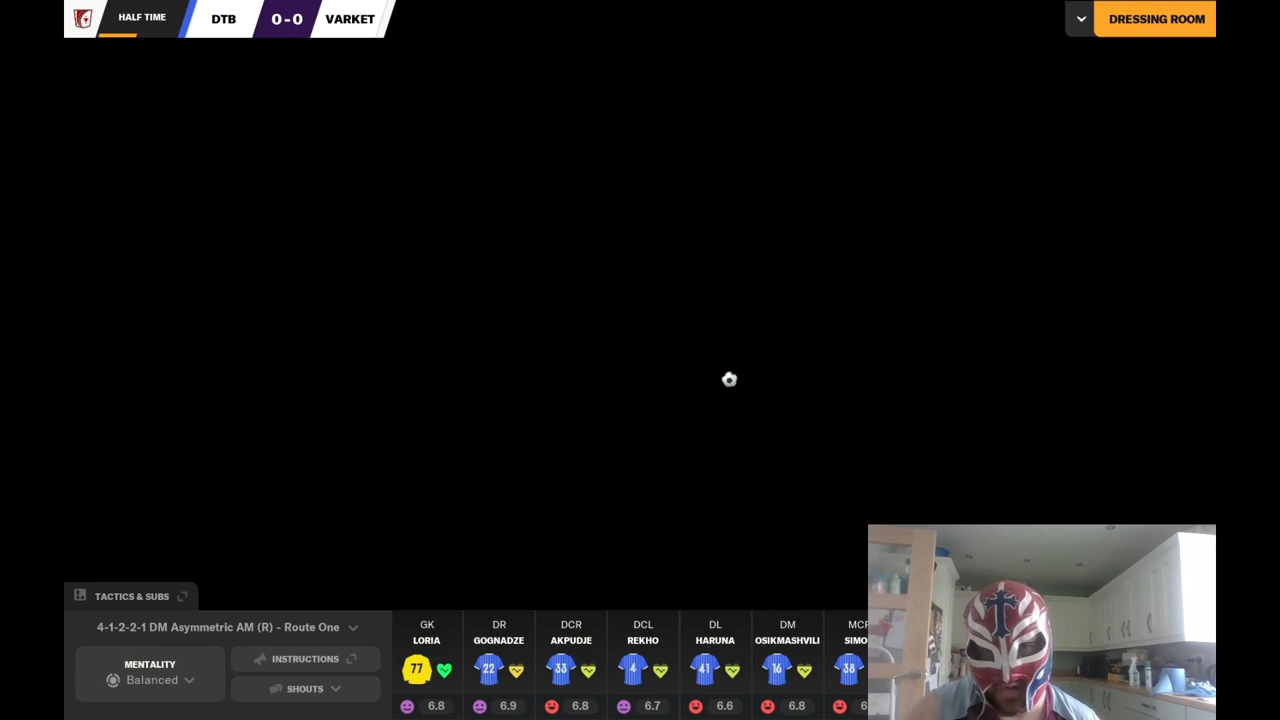 HALF TIME
DTB
0 - 0
VARKET
DRESSING ROOM
TACTICS & SUBS
4-1-2-2-1 DM Asymmetric AM (R) - Route One
MENTALITY
Balanced
INSTRUCTIONS
SHOUTS
GK DR DCR DCL DL DM
LORIA GOGNADZE AKPUDJE REKHO HARUNA OSIKMASHVILI
77 22 33 4 41 16 38
6.8 6.9 6.8 6.7 6.6 6.8